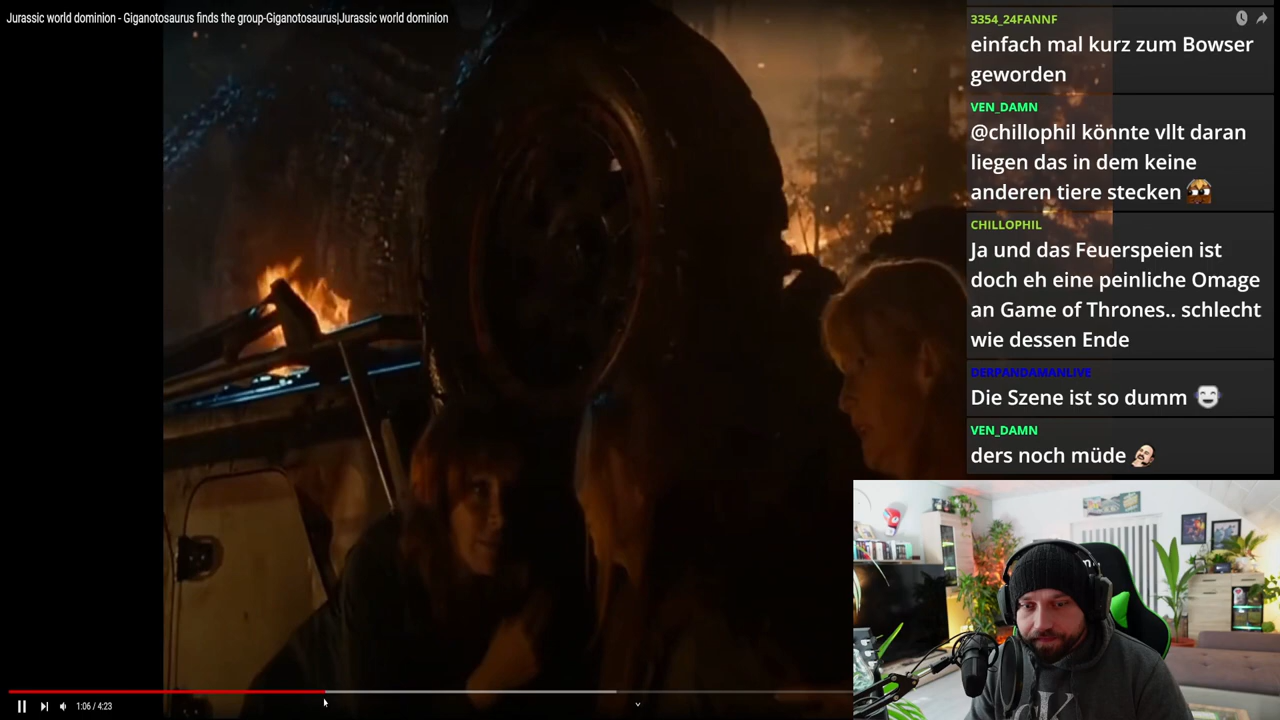 Jurassic world dominion - Giganotosaurus finds the group-Giganotosaurus|Jurassic world dominion
3354_24FANNF
einfach mal kurz zum Bowser
geworden
VEN_DAMN
@chillophil könnte vllt daran
liegen das in dem keine
anderen tiere stecken
CHILLOPHIL
Ja und das Feuerspeien ist
doch eh eine peinliche Omage
an Game of Thrones.. schlecht
wie dessen Ende
DERPANDAMANLIVE
Die Szene ist so dumm
VEN_DAMN
ders noch müde
1:06 / 4:23